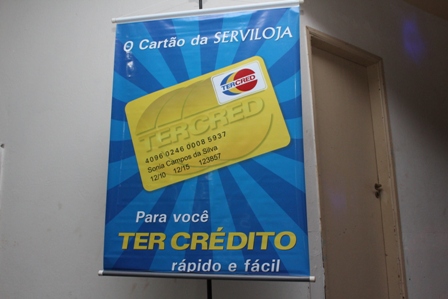 O Cartão da SERVILOJA
TERCRED
TERCRED
4096 0246 0008 5937
Sonia Campos da Silva
12/10 12/15 123857
Para você
TER CRÉDITO
rápido e fácil